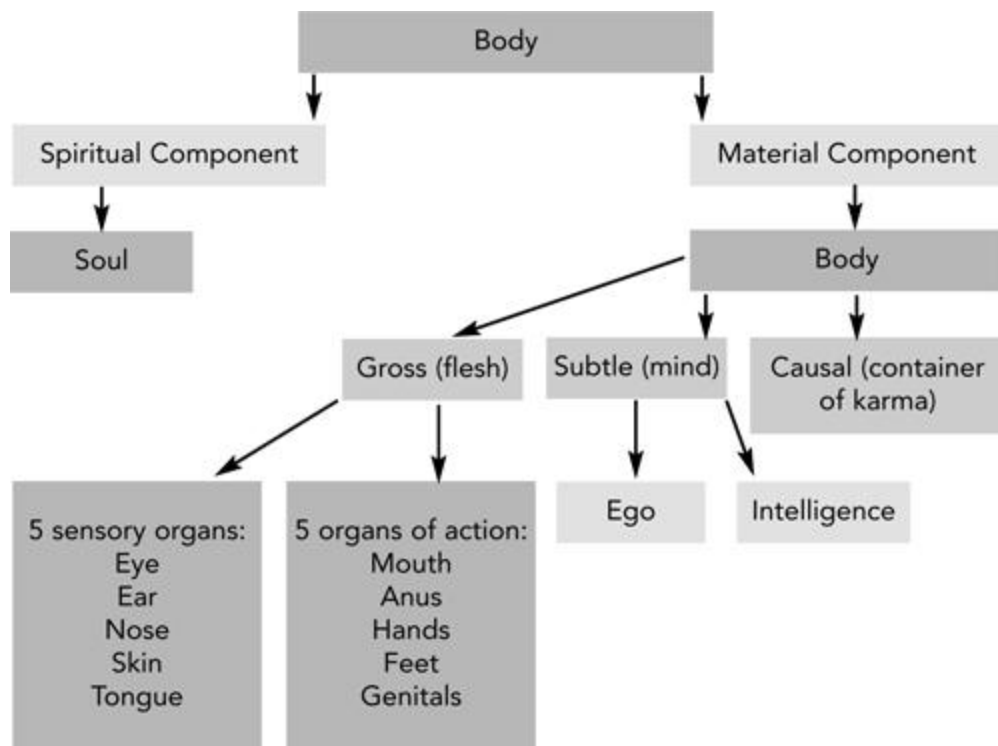 Body
Spiritual Component
Material Component
Soul
Body
Gross (flesh)
Subtle (mind)
Causal (container
of karma)
5 sensory organs:
Eye
Ear
Nose
Skin
Tongue
5 organs of action:
Mouth
Anus
Hands
Feet
Genitals
Ego
Intelligence